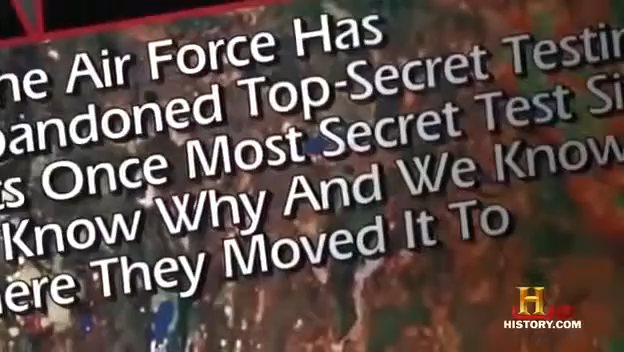 he Air Force Has
bandoned Top-Secret Testin
ts Once Most Secret Test Si
Know Why And We Know
here They Moved It To
H
HISTORY.COM